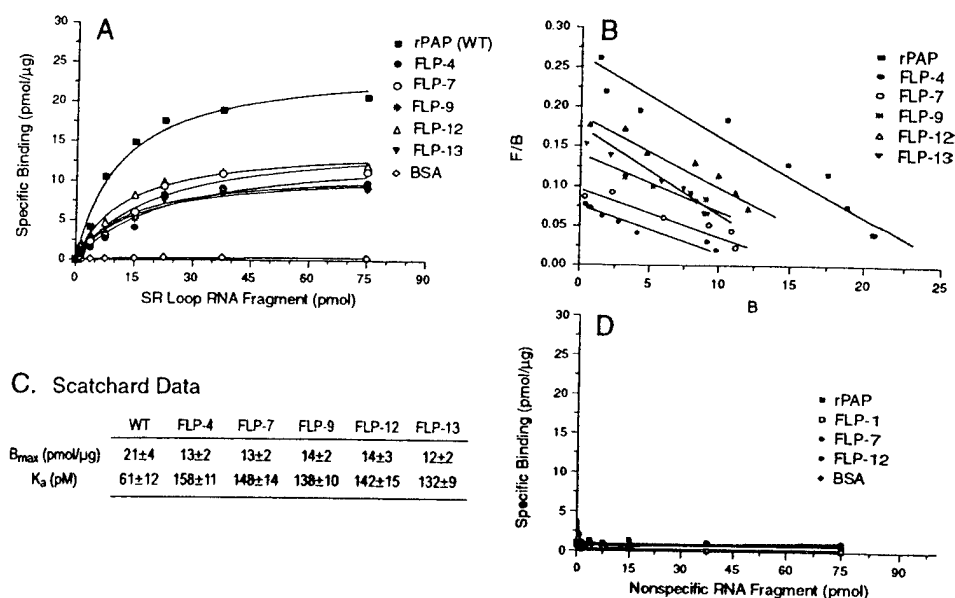 A
Specific Binding (pmol/µg)
30
25
20
15
10
5
0
0 15 30 45 60 75 90
SR Loop RNA Fragment (pmol)
rPAP (WT)
FLP-4
FLP-7
FLP-9
FLP-12
FLP-13
BSA
B
F/B
0.30
0.25
0.20
0.15
0.10
0.05
0.00
0 5 10 15 20 25
B
rPAP
FLP-4
FLP-7
FLP-9
FLP-12
FLP-13
C. Scatchard Data
WT FLP-4 FLP-7 FLP-9 FLP-12 FLP-13
Bmax (pmol/µg) 21±4 13±2 13±2 14±2 14±3 12±2
Ka (pM) 61±12 158±11 148±14 138±10 142±15 132±9
D
Specific Binding (pmol/µg)
30
25
20
15
10
5
0
0 15 30 45 60 75 90
Nonspecific RNA Fragment (pmol)
rPAP
FLP-1
FLP-7
FLP-12
BSA